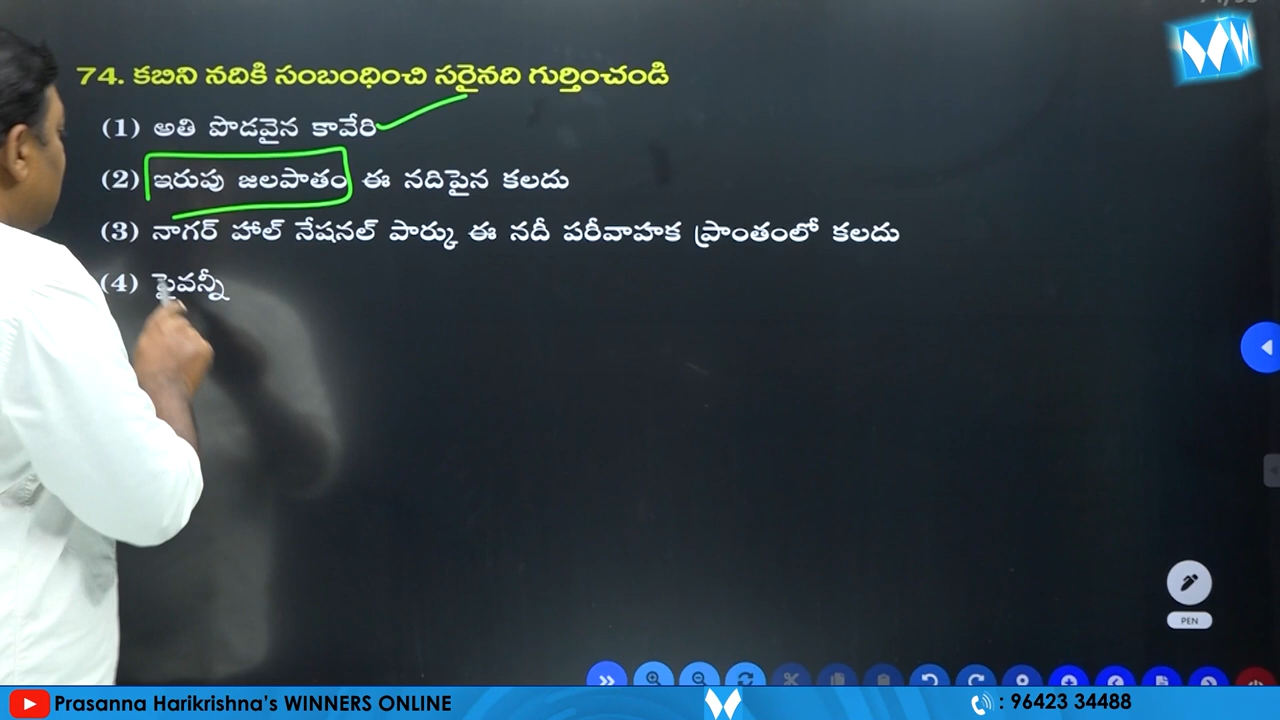 74. కబిని నదికి సంబంధించి సరైనది గుర్తించండి
(1) అతి పొడవైన కావేరి
(2) ఇరుపు జలపాతం ఈ నదిపైన కలదు
(3) నాగర్ హాల్ నేషనల్ పార్కు ఈ నదీ పరీవాహక ప్రాంతంలో కలదు
(4) పైవన్నీ
PEN
Prasanna Harikrishna's WINNERS ONLINE
: 96423 34488